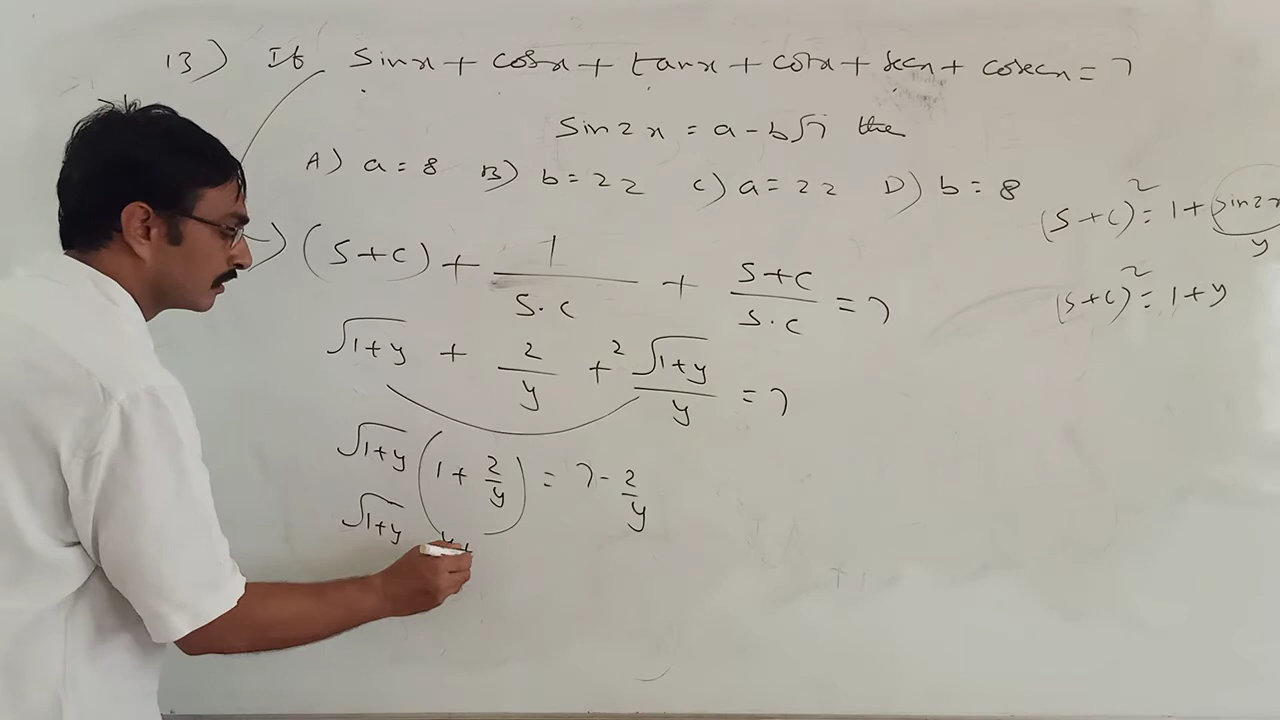 13) If sinx + cosx + tanx + cotx + secx + cosecx = 7
sin2x = a - b√7 the
A) a = 8 B) b = 22 C) a = 22 D) b = 8
(s+c)² = 1 + sin2x
y
→ (s+c) + 1/s.c + s+c/s.c = 7
(s+c)² = 1+y
√1+y + 2/y + 2√1+y/y = 7
√1+y (1 + 2/y) = 7 - 2/y
√1+y